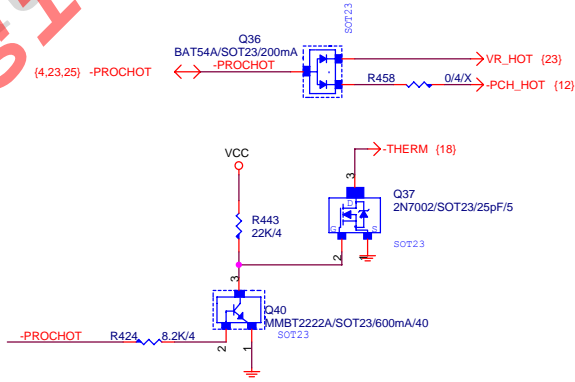 SOT23
Q36
BAT54A/SOT23/200mA
{4,23,25} -PROCHOT
-PROCHOT
VR_HOT {23}
R458 0/4/X
-PCH_HOT {12}
VCC
-THERM {18}
3
Q37
2N7002/SOT23/25pF/5
D
G S
SOT23
R443
22K/4
2 1
3
Q40
MMBT2222A/SOT23/600mA/40
SOT23
-PROCHOT R424 8.2K/4
2 1